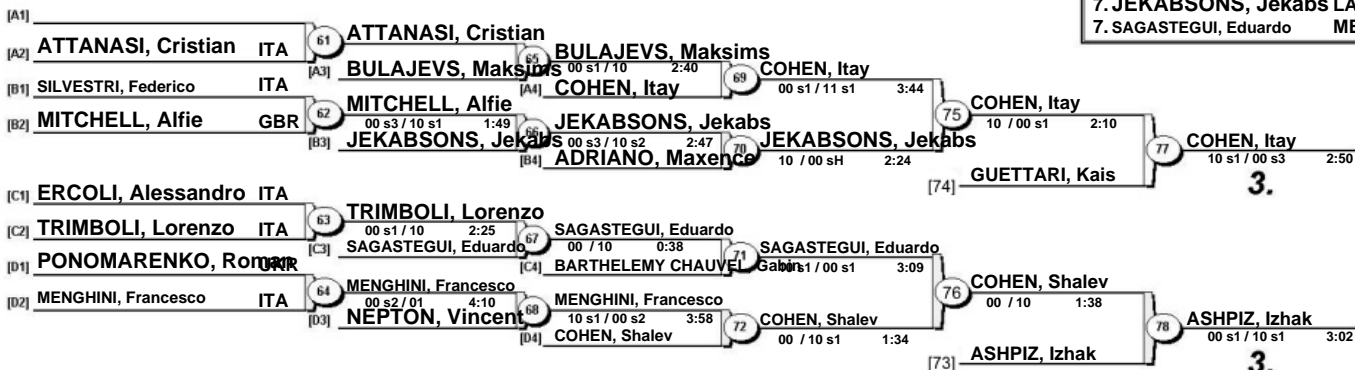 7. JEKABSONS, Jekabs LA
7. SAGASTEGUI, Eduardo ME
[A1]
[A2] ATTANASI, Cristian ITA
61 ATTANASI, Cristian
[A3] BULAJEVS, Maksims
[B1] SILVESTRI, Federico ITA
[B2] MITCHELL, Alfie GBR
62 MITCHELL, Alfie
00 s3 / 10 s1 1:49
[B3] JEKABSONS, Jekabs
65 BULAJEVS, Maksims
00 s1 / 10 2:40
[A4] COHEN, Itay
66 JEKABSONS, Jekabs
00 s3 / 10 s2 2:47
[B4] ADRIANO, Maxence
69 COHEN, Itay
00 s1 / 11 s1 3:44
70 JEKABSONS, Jekabs
10 / 00 sH 2:24
75 COHEN, Itay
10 / 00 s1 2:10
[74] GUETTARI, Kais
77 COHEN, Itay
10 s1 / 00 s3 2:50
3.
[C1] ERCOLI, Alessandro ITA
[C2] TRIMBOLI, Lorenzo ITA
63 TRIMBOLI, Lorenzo
00 s1 / 10 2:25
[C3] SAGASTEGUI, Eduardo
[D1] PONOMARENKO, Roman UKR
[D2] MENGHINI, Francesco ITA
64 MENGHINI, Francesco
00 s2 / 01 4:10
[D3] NEPTON, Vincent
67 SAGASTEGUI, Eduardo
00 / 10 0:38
[C4] BARTHELEMY CHAUVEL, Gabin
68 MENGHINI, Francesco
10 s1 / 00 s2 3:58
[D4] COHEN, Shalev
71 SAGASTEGUI, Eduardo
s1 / 00 s1 3:09
72 COHEN, Shalev
00 / 10 s1 1:34
76 COHEN, Shalev
00 / 10 1:38
[73] ASHPIZ, Izhak
78 ASHPIZ, Izhak
00 s1 / 10 s1 3:02
3.